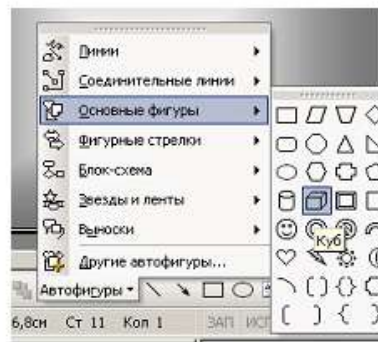 Линии
Соединительные линии
Основные фигуры
Фигурные стрелки
Блок-схема
Звезды и ленты
Выноски
Другие автофигуры...
Куб
Автофигуры
6,8см Ст 11 Кол 1 ЗАП ИСП